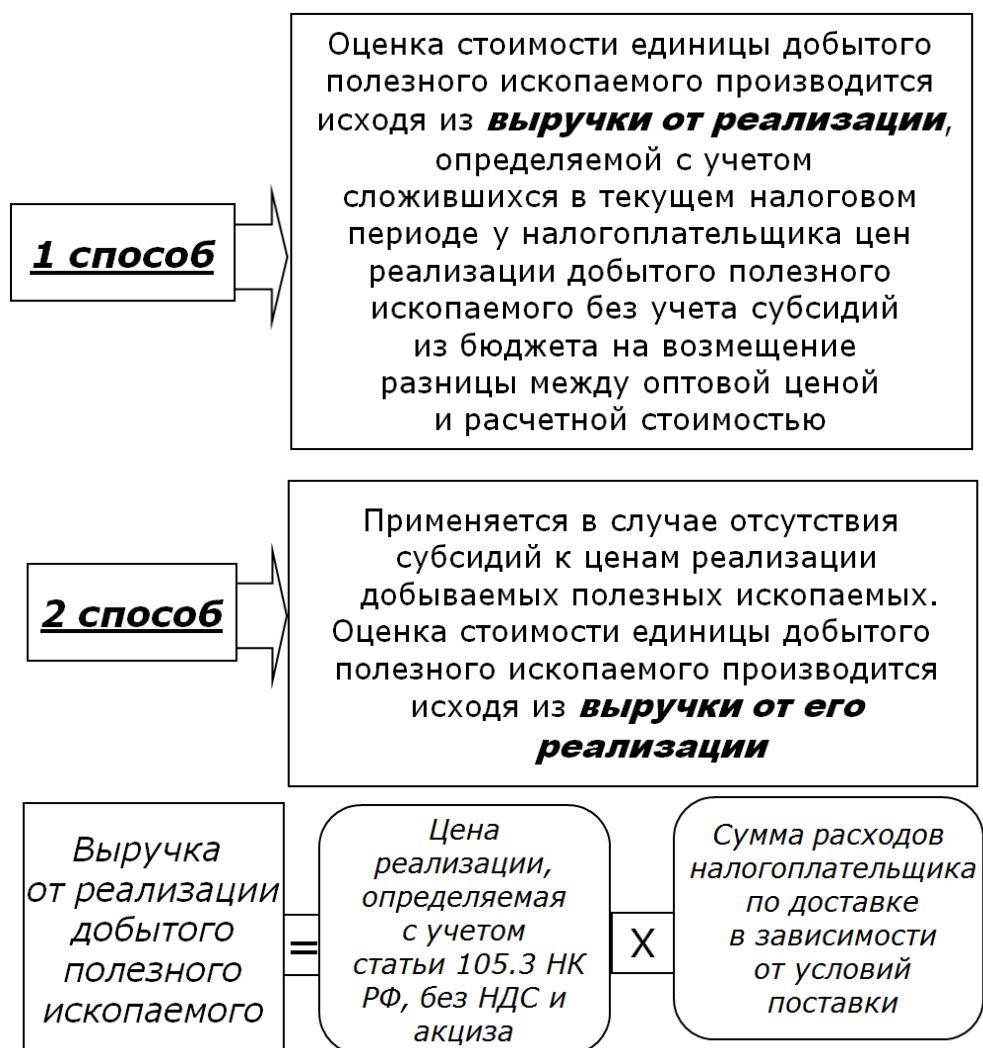 Оценка стоимости единицы добытого
полезного ископаемого производится
исходя из выручки от реализации,
определяемой с учетом
сложившихся в текущем налоговом
периоде у налогоплательщика цен
реализации добытого полезного
ископаемого без учета субсидий
из бюджета на возмещение
разницы между оптовой ценой
и расчетной стоимостью
1 способ
Применяется в случае отсутствия
субсидий к ценам реализации
добываемых полезных ископаемых.
Оценка стоимости единицы добытого
полезного ископаемого производится
исходя из выручки от его
реализации
2 способ
Выручка
от реализации
добытого
полезного
ископаемого
=
Цена
реализации,
определяемая
с учетом
статьи 105.3 НК
РФ, без НДС и
акциза
X
Сумма расходов
налогоплательщика
по доставке
в зависимости
от условий
поставки